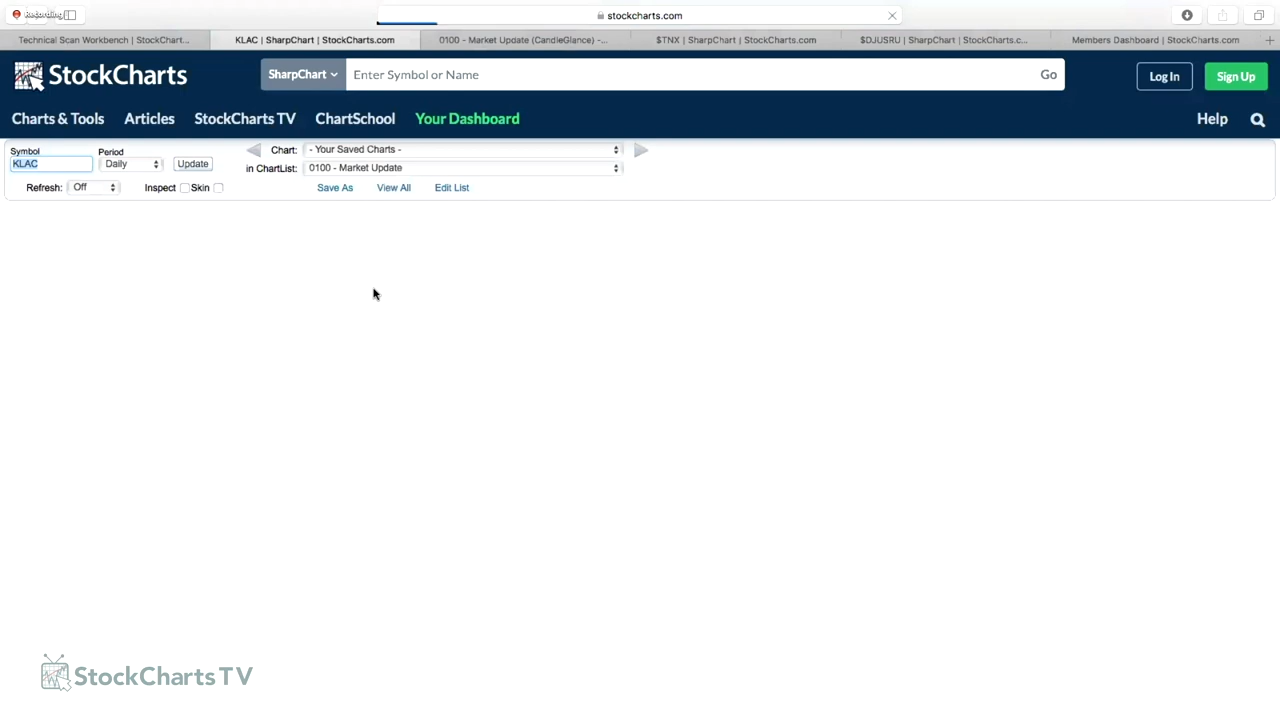 Recording
stockcharts.com
Technical Scan Workbench | StockChart...
KLAC | SharpChart | StockCharts.com
0100 - Market Update (CandleGlance) -...
$TNX | SharpChart | StockCharts.com
$DJUSRU | SharpChart | StockCharts.c...
Members Dashboard | StockCharts.com
StockCharts
SharpChart
Enter Symbol or Name
Go
Log In
Sign Up
Charts & Tools
Articles
StockCharts TV
ChartSchool
Your Dashboard
Help
Symbol
Period
Chart:
- Your Saved Charts -
KLAC
Daily
Update
in ChartList:
0100 - Market Update
Refresh:
Off
Inspect
Skin
Save As
View All
Edit List
StockChartsTV